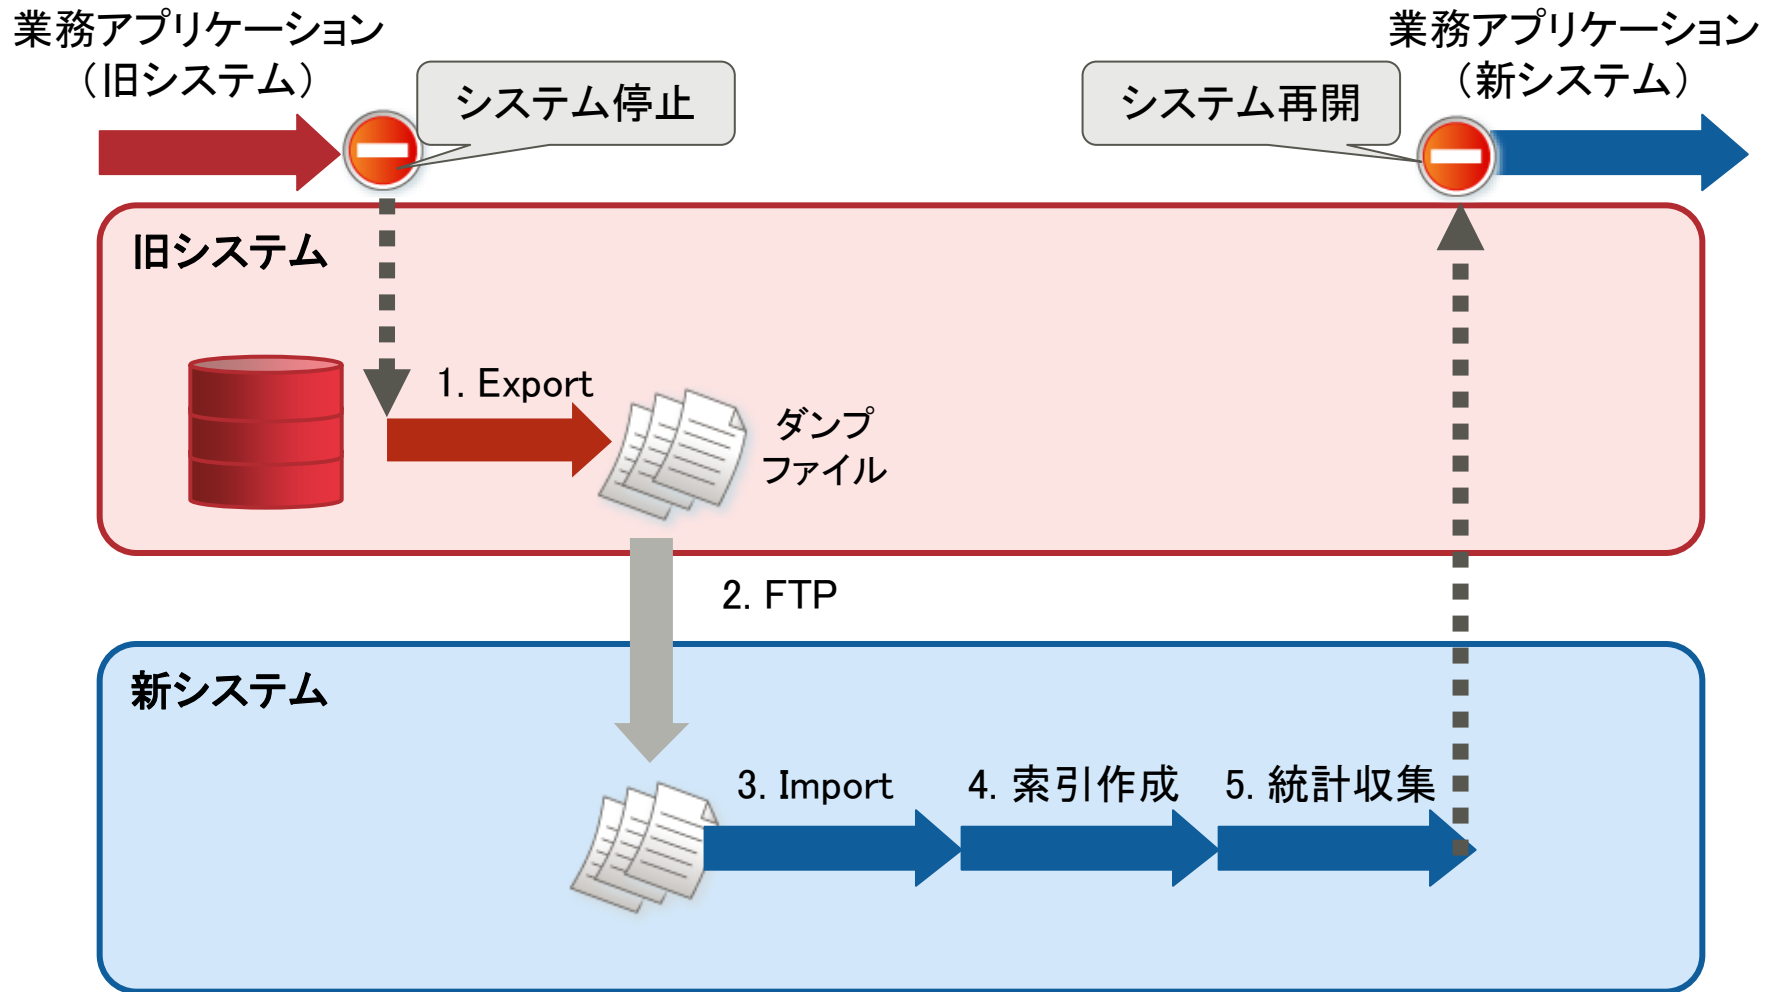 業務アプリケーション
（旧システム）
システム停止
システム再開
業務アプリケーション
（新システム）
旧システム
1. Export
ダンプ
ファイル
2. FTP
新システム
3. Import
4. 索引作成
5. 統計収集